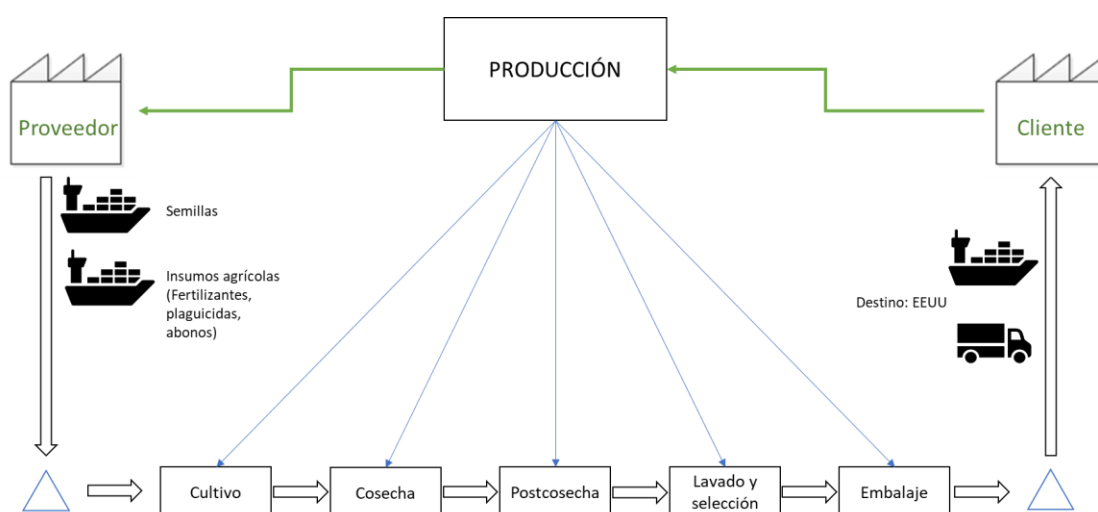 PRODUCCIÓN
Proveedor
Cliente
Semillas
Insumos agrícolas
(Fertilizantes,
plaguicidas,
abonos)
Destino: EEUU
Cultivo
Cosecha
Postcosecha
Lavado y
selección
Embalaje